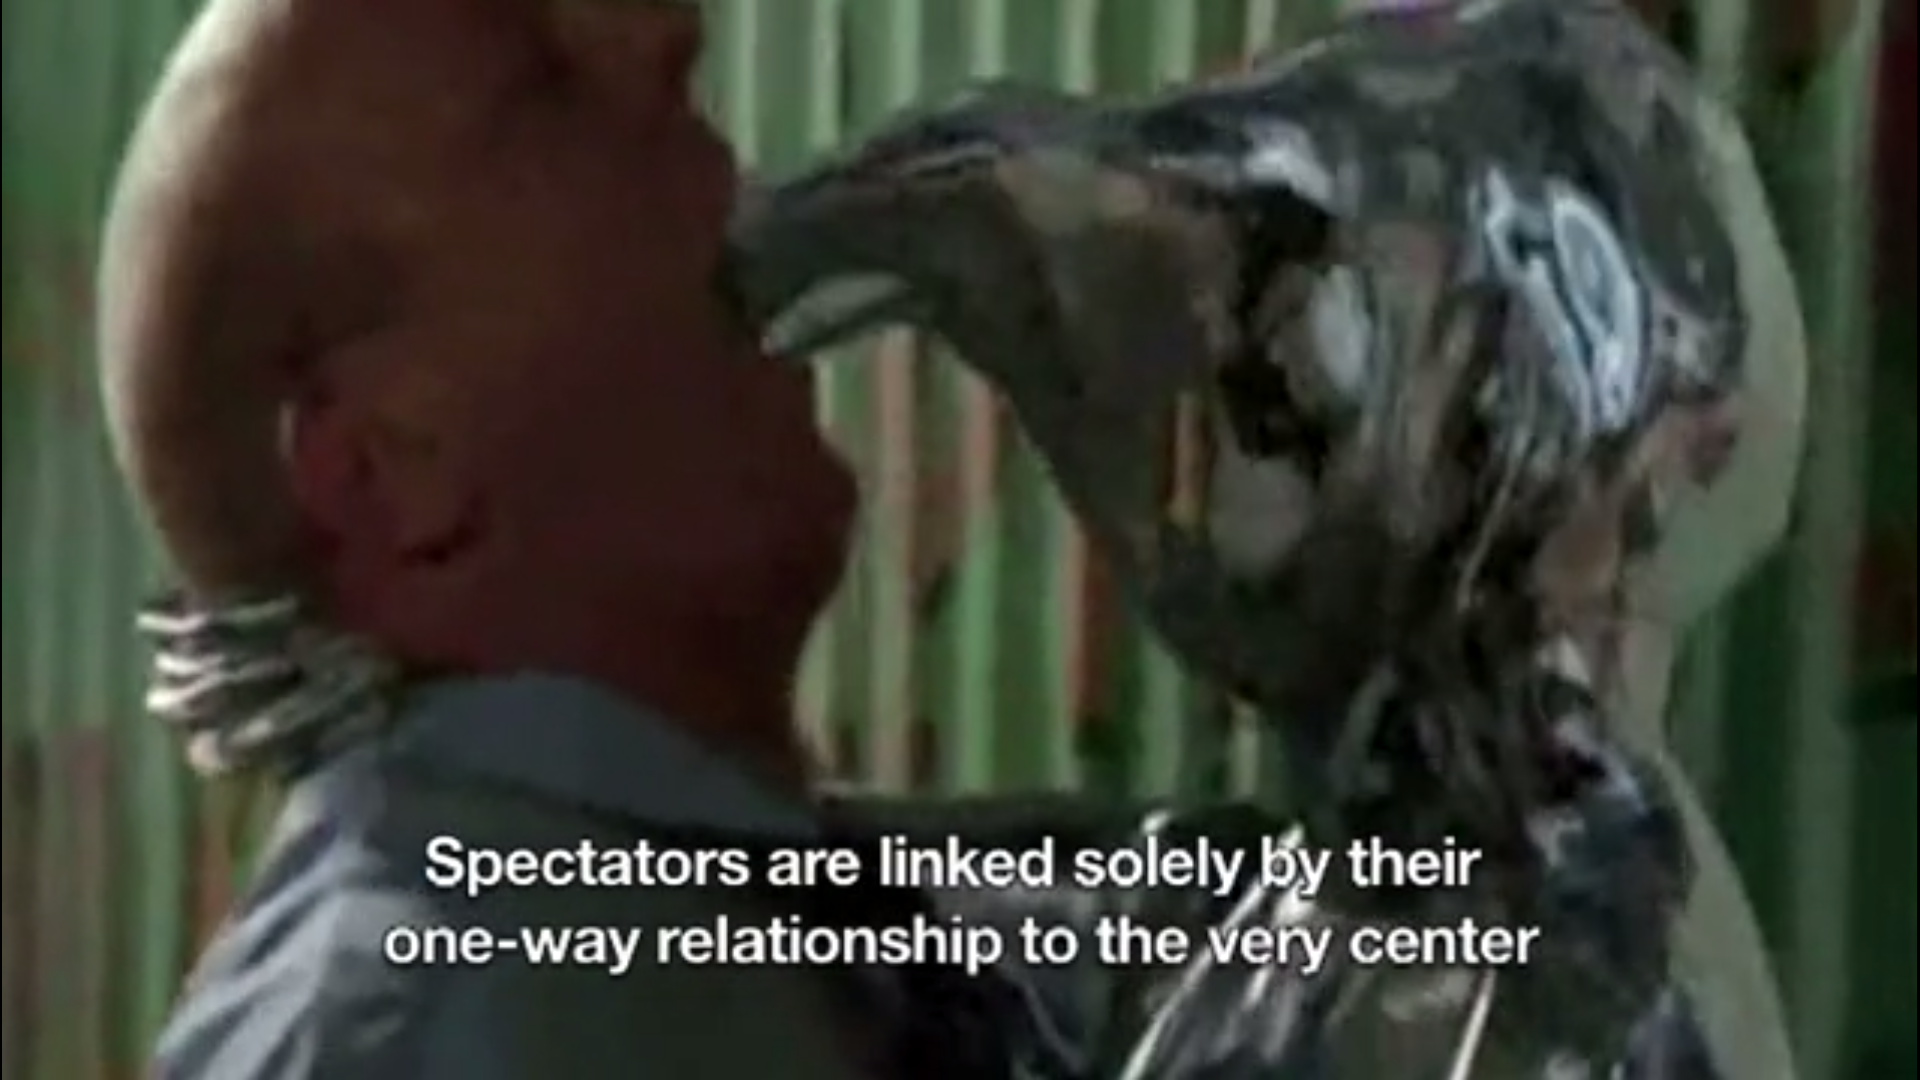 Spectators are linked solely by their
one-way relationship to the very center